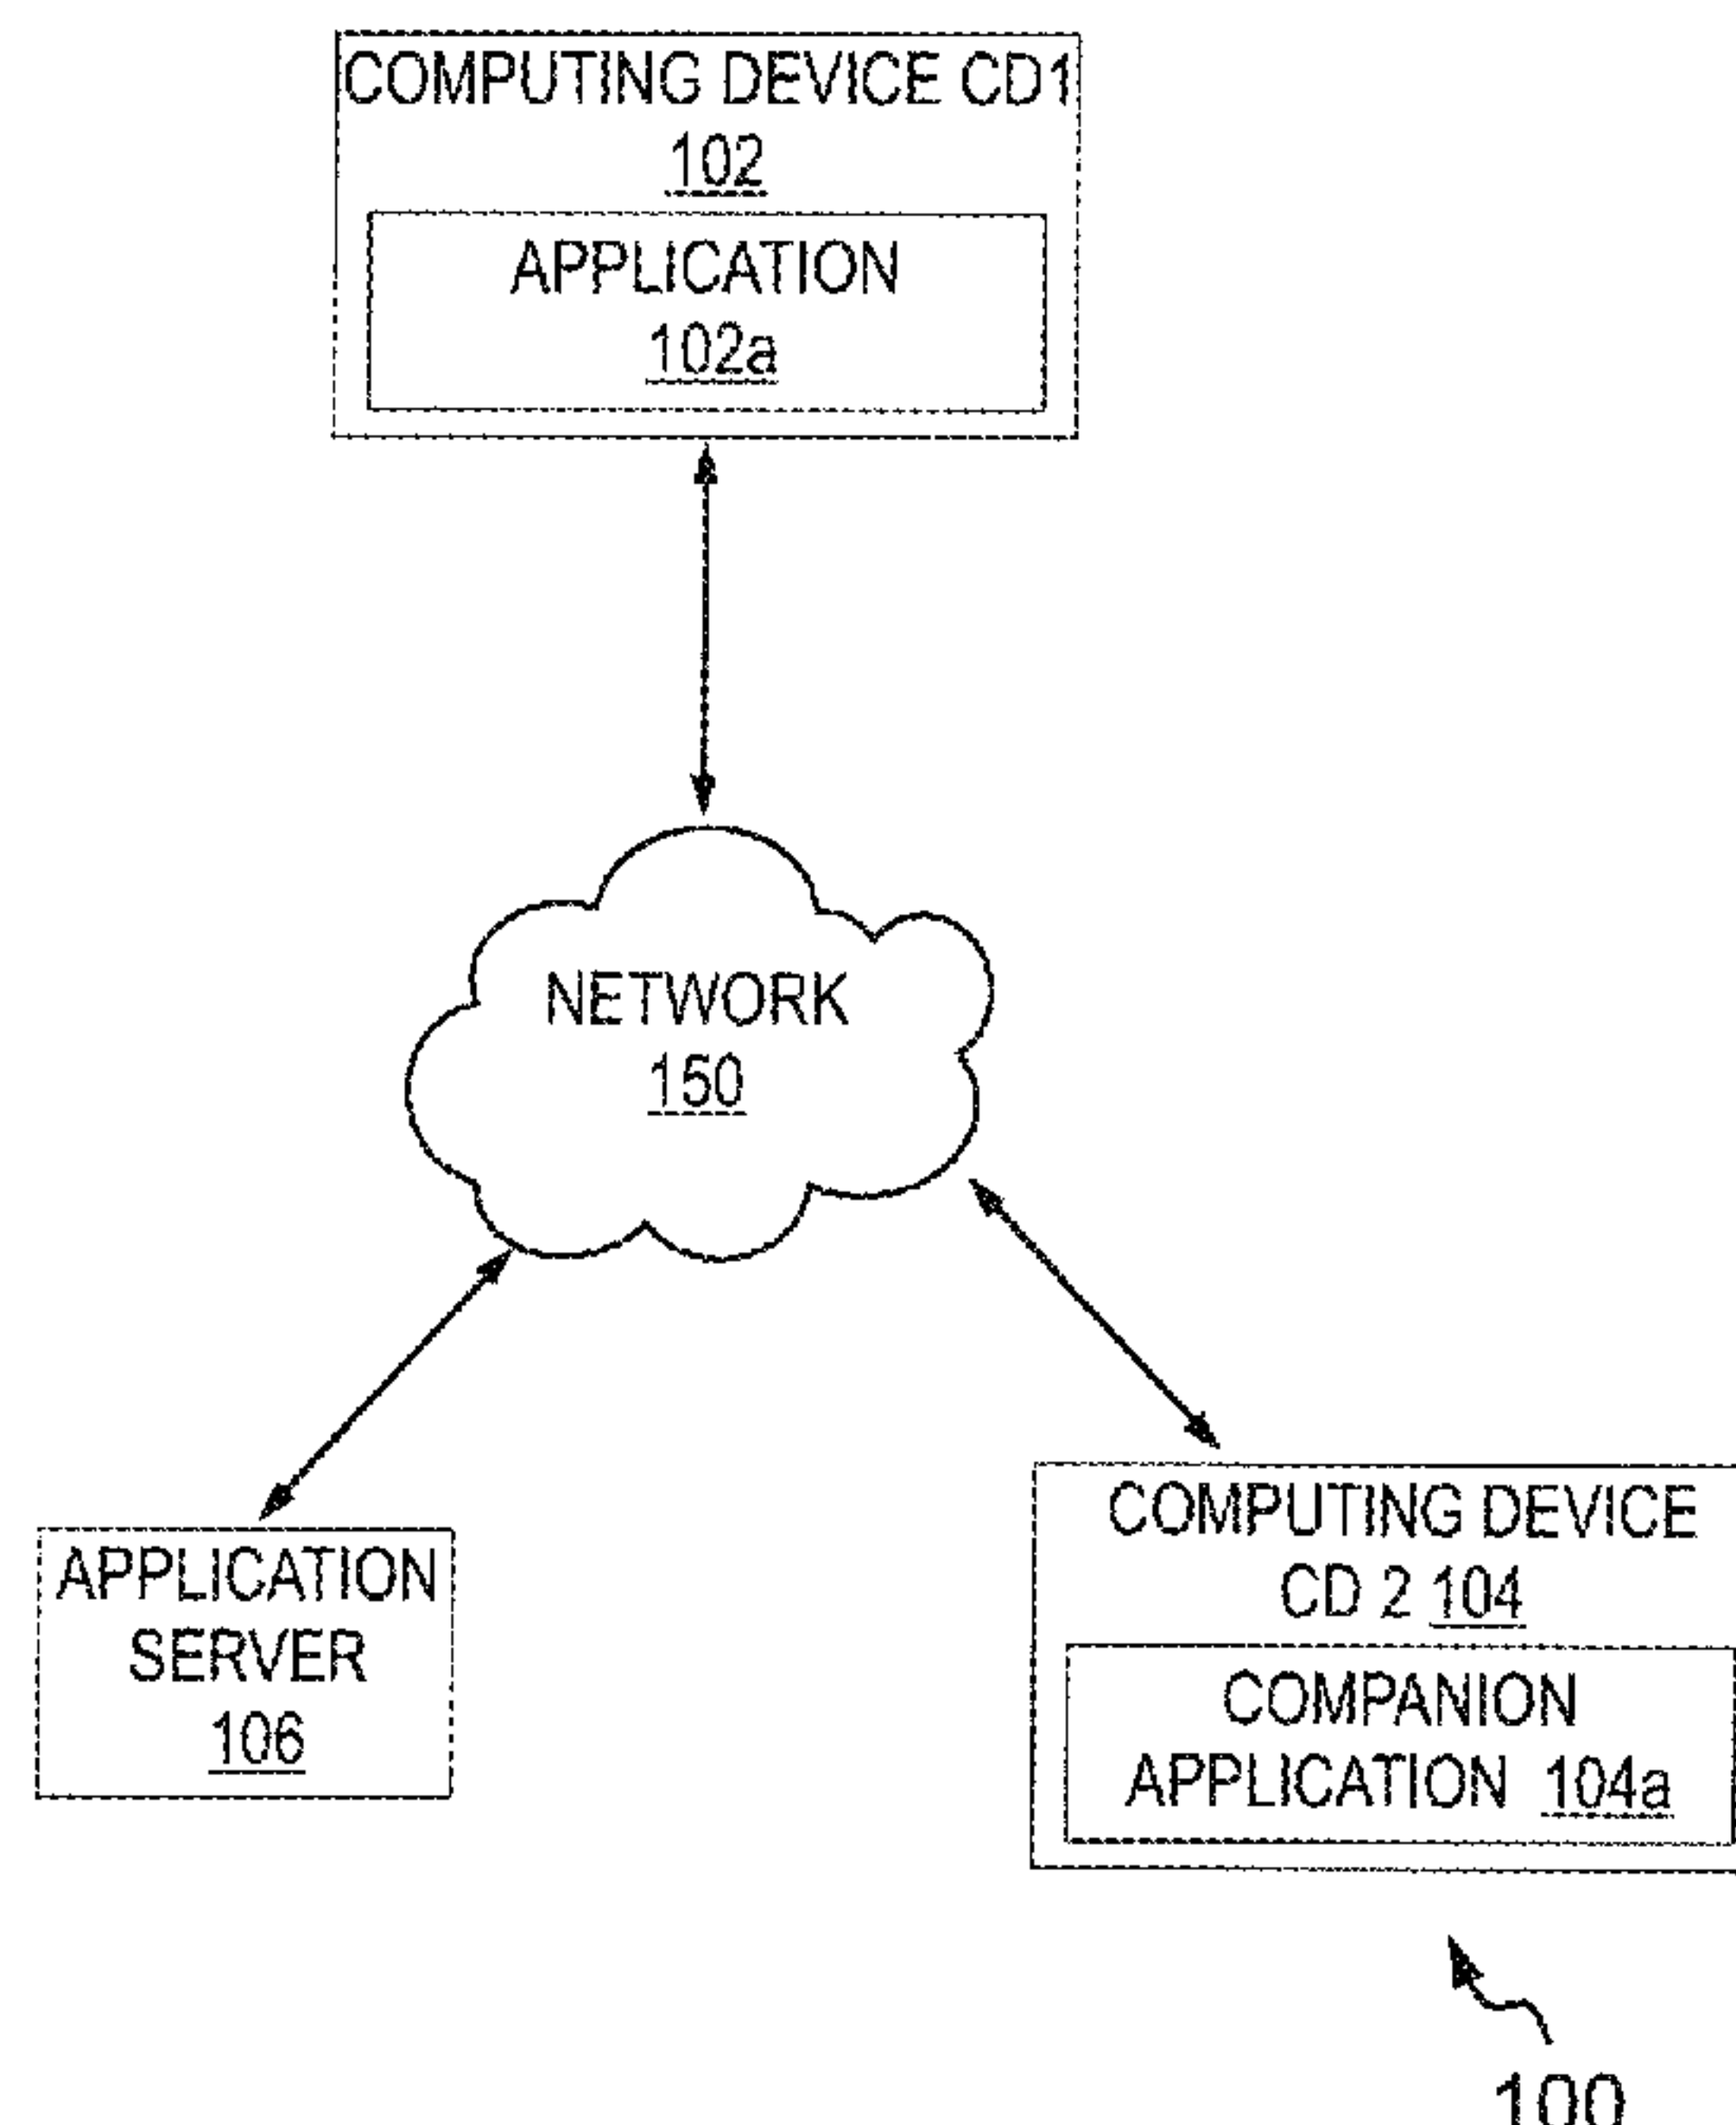 COMPUTING DEVICE CD1
102
APPLICATION
102a
NETWORK
150
APPLICATION
SERVER
106
COMPUTING DEVICE
CD 2 104
COMPANION
APPLICATION 104a
100